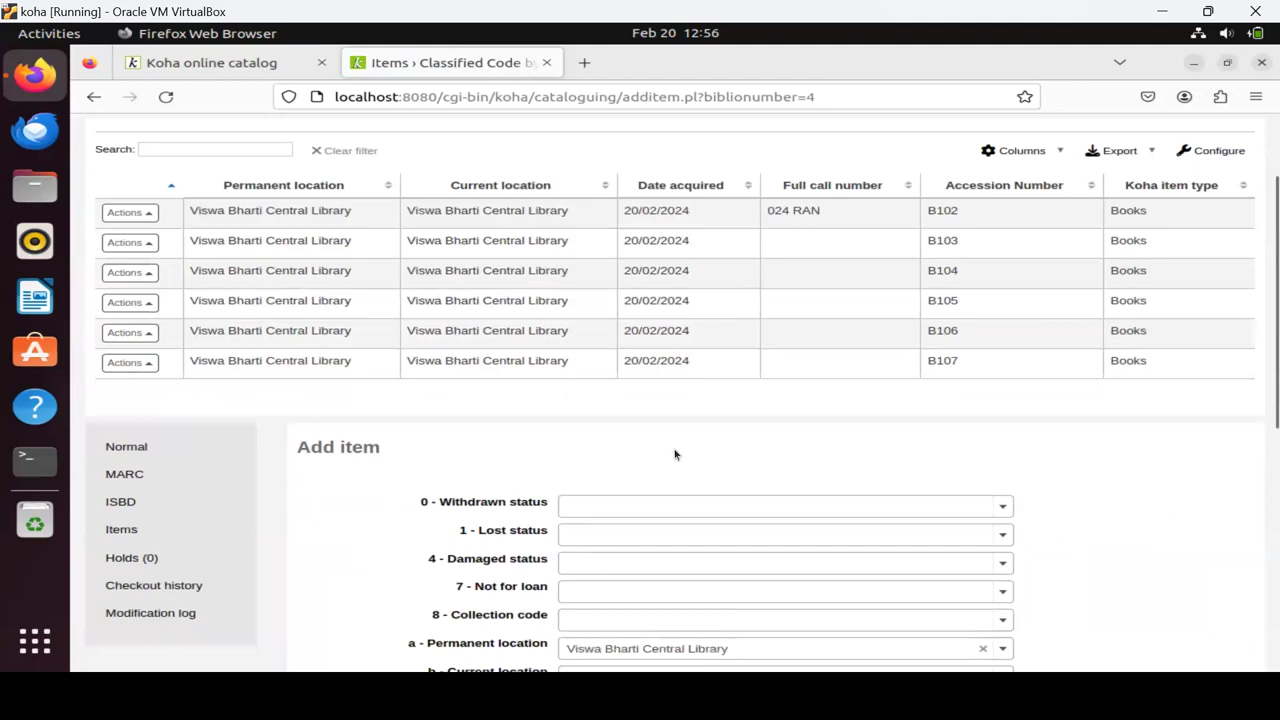 koha [Running] - Oracle VM VirtualBox
Activities Firefox Web Browser Feb 20 12:56
Koha online catalog Items › Classified Code by
localhost:8080/cgi-bin/koha/cataloguing/additem.pl?biblionumber=4
Search: Clear filter Columns Export Configure
Permanent location Current location Date acquired Full call number Accession Number Koha item type
Actions Viswa Bharti Central Library Viswa Bharti Central Library 20/02/2024 024 RAN B102 Books
Actions Viswa Bharti Central Library Viswa Bharti Central Library 20/02/2024 B103 Books
Actions Viswa Bharti Central Library Viswa Bharti Central Library 20/02/2024 B104 Books
Actions Viswa Bharti Central Library Viswa Bharti Central Library 20/02/2024 B105 Books
Actions Viswa Bharti Central Library Viswa Bharti Central Library 20/02/2024 B106 Books
Actions Viswa Bharti Central Library Viswa Bharti Central Library 20/02/2024 B107 Books
Normal
MARC
ISBD
Items
Holds (0)
Checkout history
Modification log
Add item
0 - Withdrawn status
1 - Lost status
4 - Damaged status
7 - Not for loan
8 - Collection code
a - Permanent location Viswa Bharti Central Library